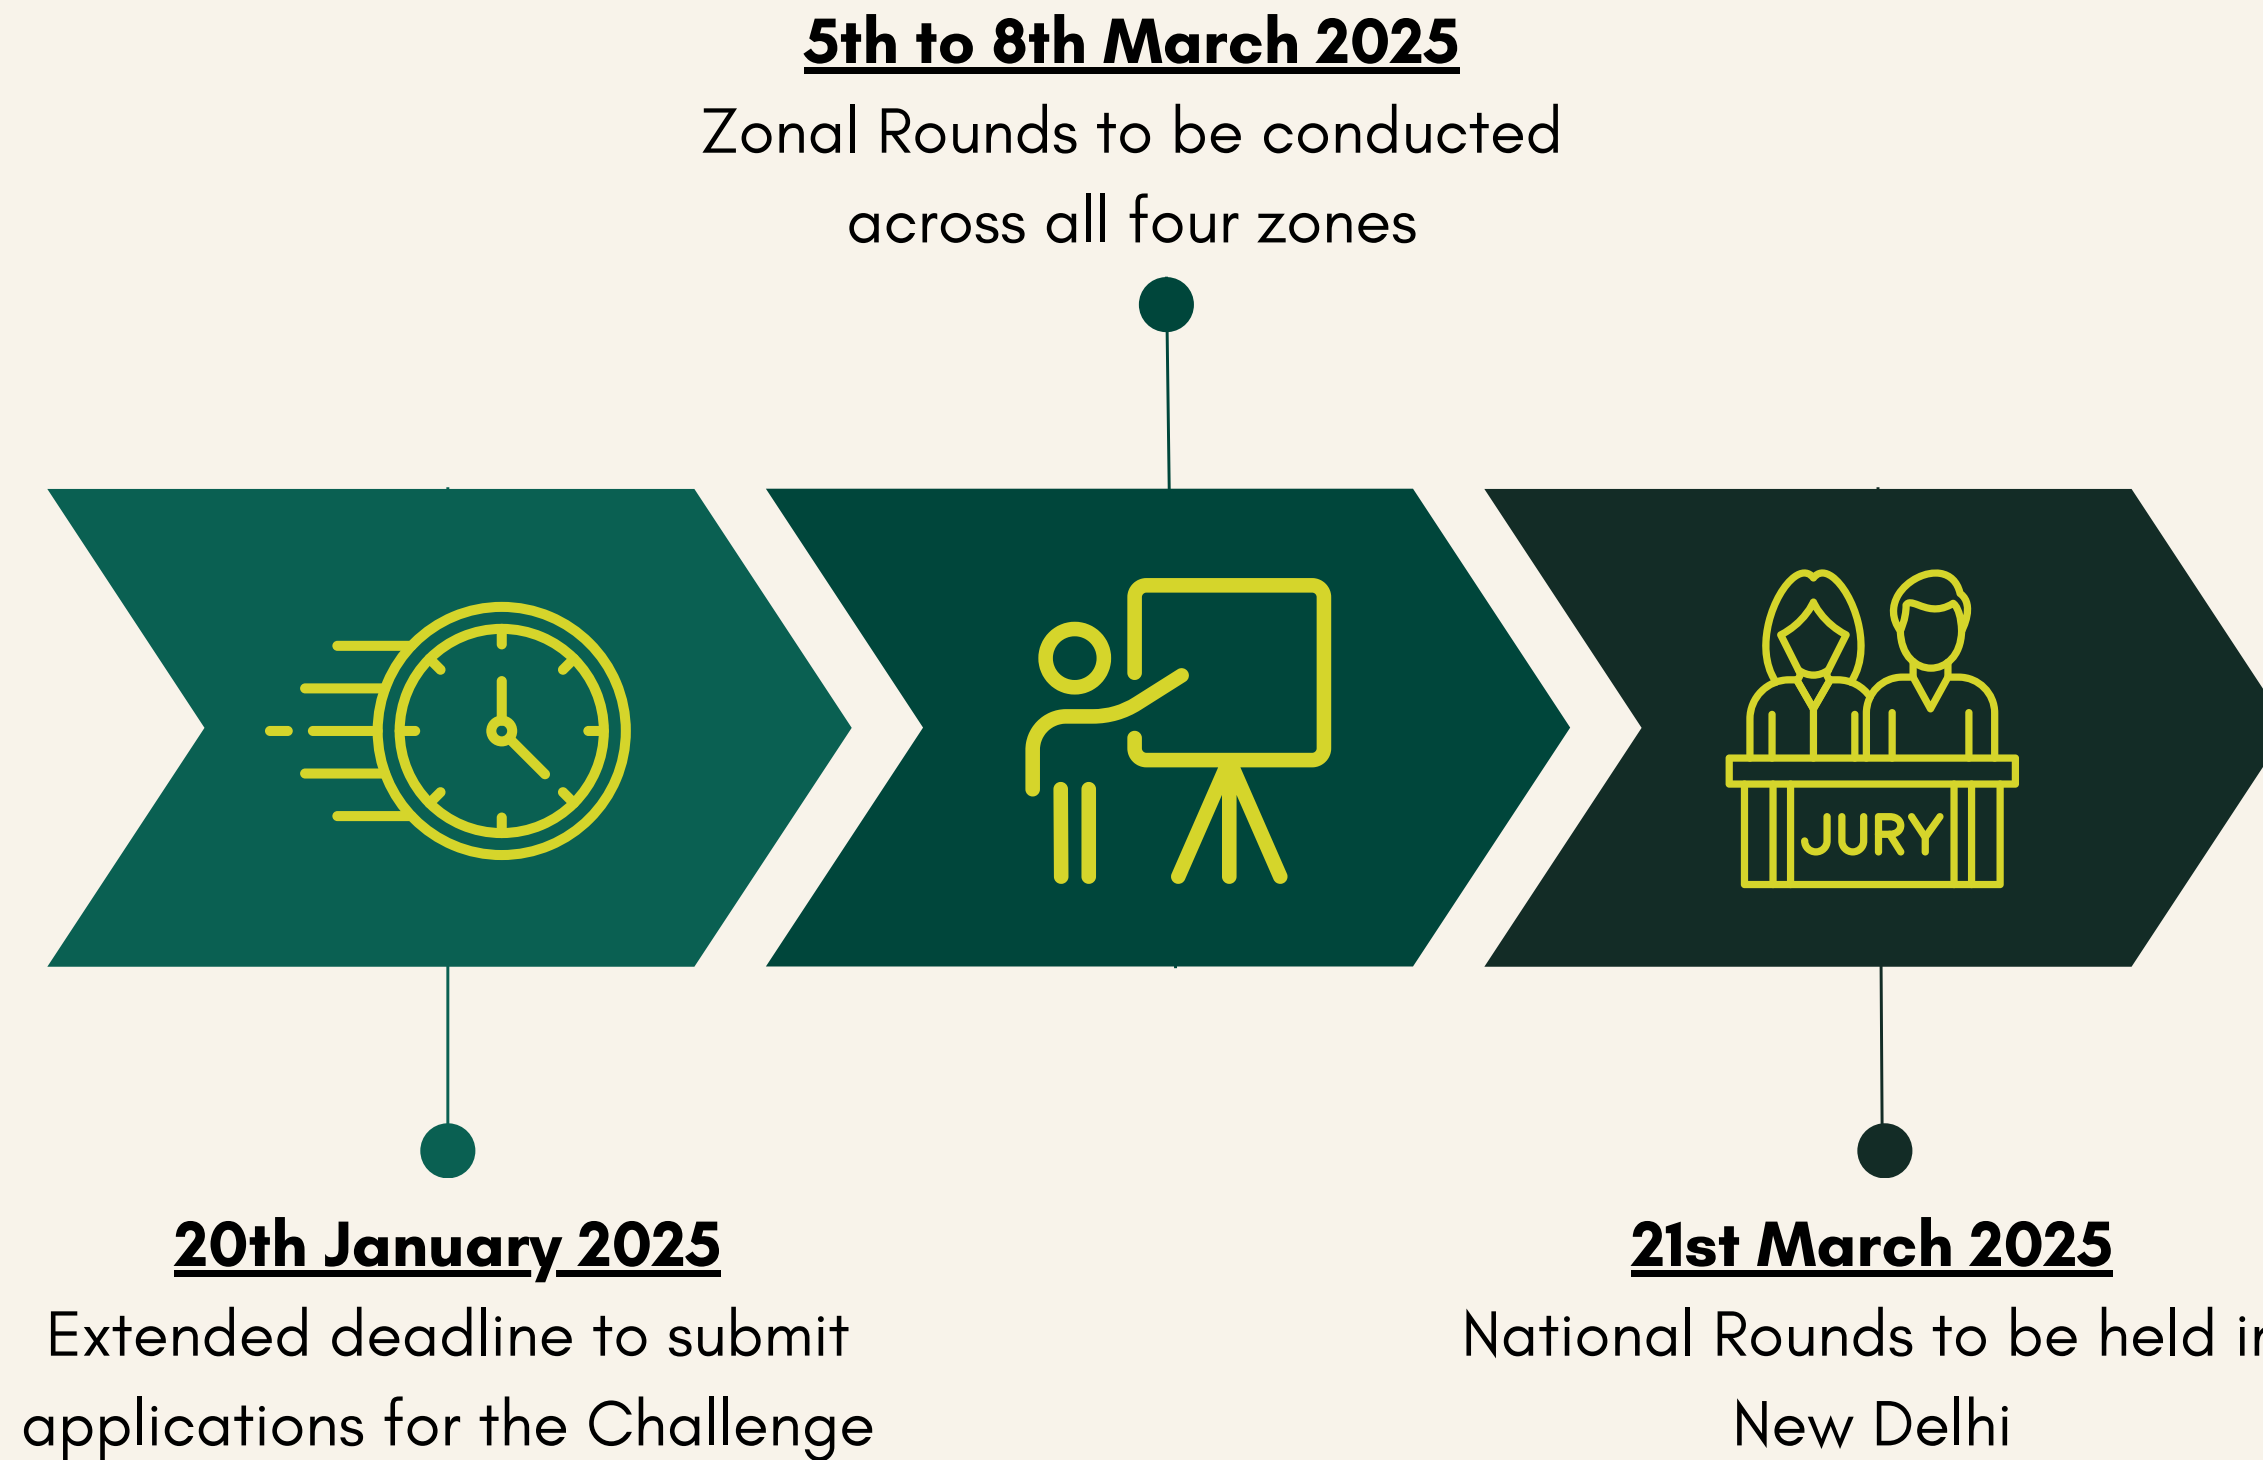 5th to 8th March 2025
Zonal Rounds to be conducted
across all four zones
JURY
20th January 2025
Extended deadline to submit
applications for the Challenge
21st March 2025
National Rounds to be held in
New Delhi